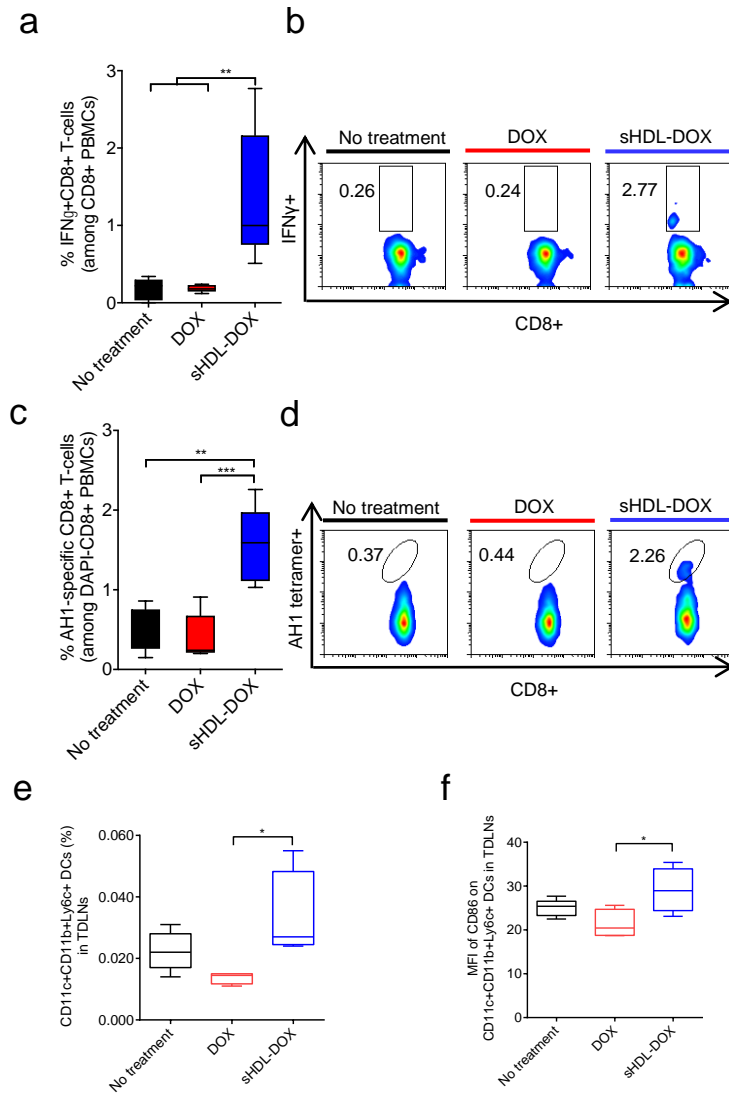 a
% IFNg+CD8+ T-cells
(among CD8+ PBMCs)
3
2
1
0
**
No treatment
DOX
sHDL-DOX
b
No treatment
DOX
sHDL-DOX
IFNγ+
0.26
0.24
2.77
CD8+
c
% AH1-specific CD8+ T-cells
(among DAPI-CD8+ PBMCs)
3
2
1
0
**
***
No treatment
DOX
sHDL-DOX
d
No treatment
DOX
sHDL-DOX
AH1 tetramer+
0.37
0.44
2.26
CD8+
e
CD11c+CD11b+Ly6c+ DCs (%)
in TDLNs
0.060
0.040
0.020
0.000
*
No treatment
DOX
sHDL-DOX
f
MFI of CD86 on
CD11c+CD11b+Ly6c+ DCs in TDLNs
40
30
20
10
0
*
No treatment
DOX
sHDL-DOX